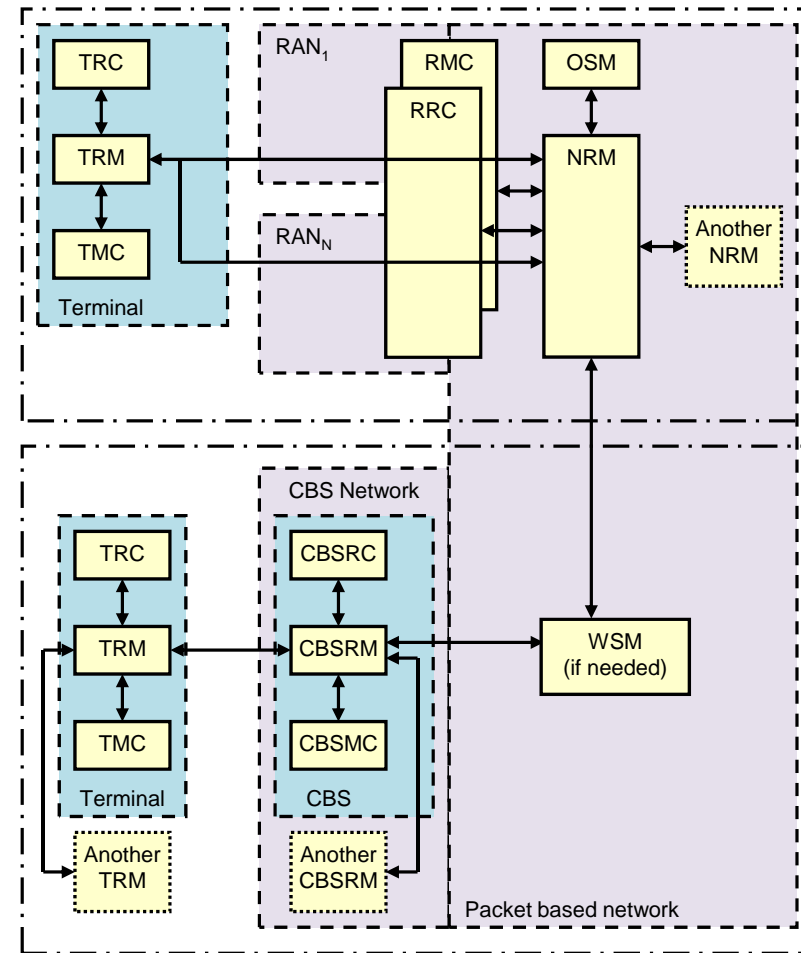 TRC
RAN1
RMC
OSM
RRC
TRM
NRM
TMC
RANN
Another
NRM
Terminal
CBS Network
TRC
CBSRC
TRM
CBSRM
WSM
(if needed)
TMC
CBSMC
Terminal
CBS
Another
TRM
Another
CBSRM
Packet based network